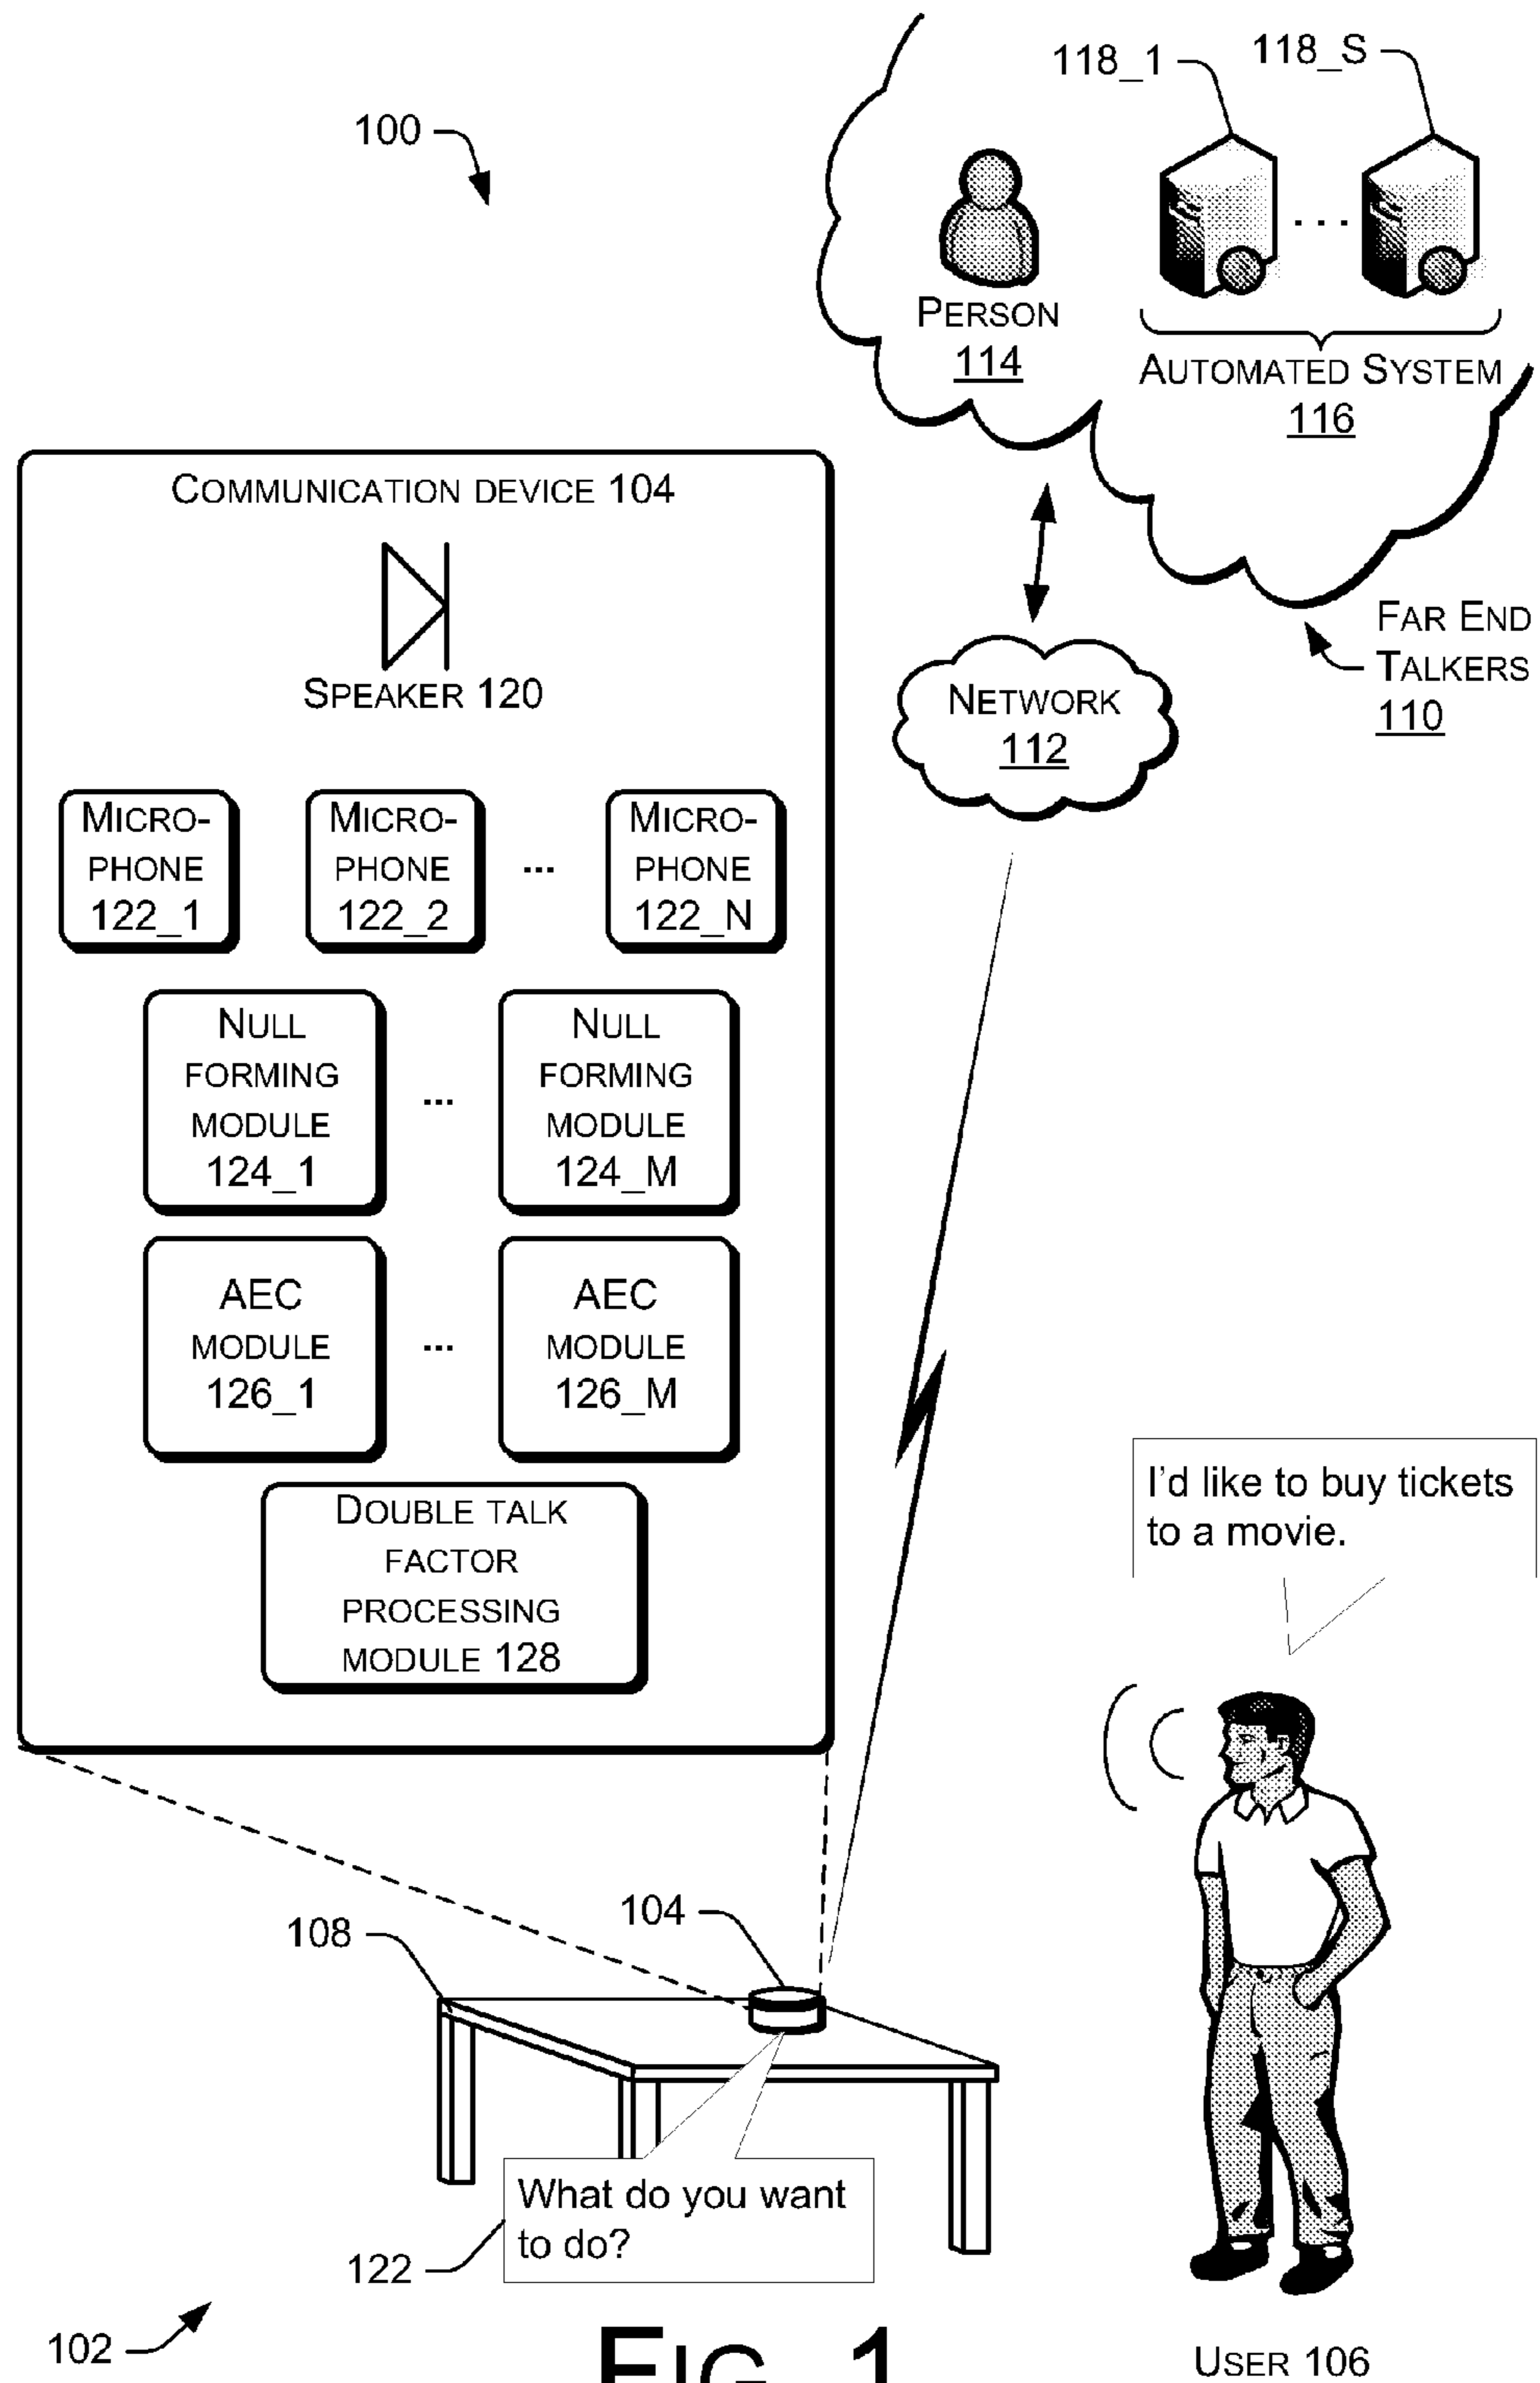 118_1
118_S
100
PERSON
114
AUTOMATED SYSTEM
116
FAR END
TALKERS
110
NETWORK
112
COMMUNICATION DEVICE 104
SPEAKER 120
MICRO-
PHONE
122_1
MICRO-
PHONE
122_2
...
MICRO-
PHONE
122_N
NULL
FORMING
MODULE
124_1
...
NULL
FORMING
MODULE
124_M
AEC
MODULE
126_1
...
AEC
MODULE
126_M
DOUBLE TALK
FACTOR
PROCESSING
MODULE 128
I'd like to buy tickets
to a movie.
108
104
What do you want
to do?
122
102
FIG. 1
USER 106